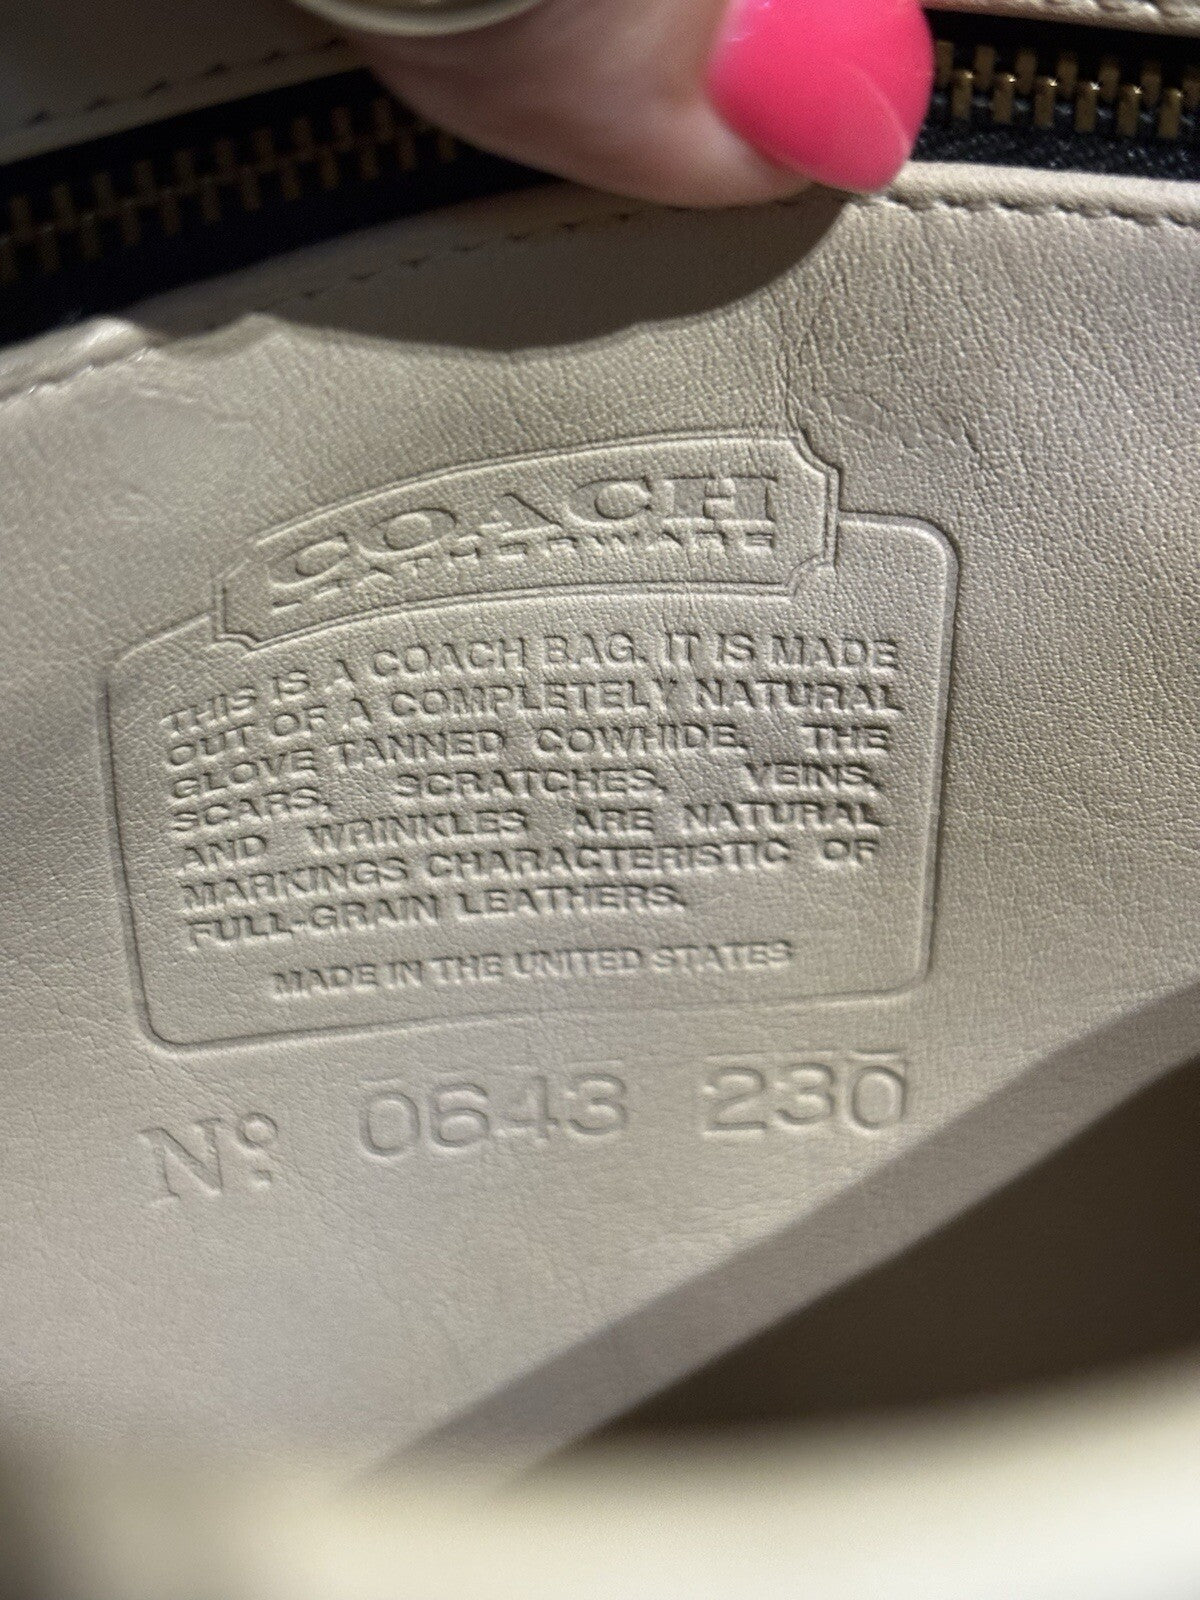 COACH
LEATHERWARE
THIS IS A COACH BAG. IT IS MADE
OUT OF A COMPLETELY NATURAL
GLOVE TANNED COWHIDE. THE
SCARS, SCRATCHES, VEINS,
AND WRINKLES ARE NATURAL
MARKINGS CHARACTERISTIC OF
FULL-GRAIN LEATHERS.
MADE IN THE UNITED STATES
Nº 0643 230